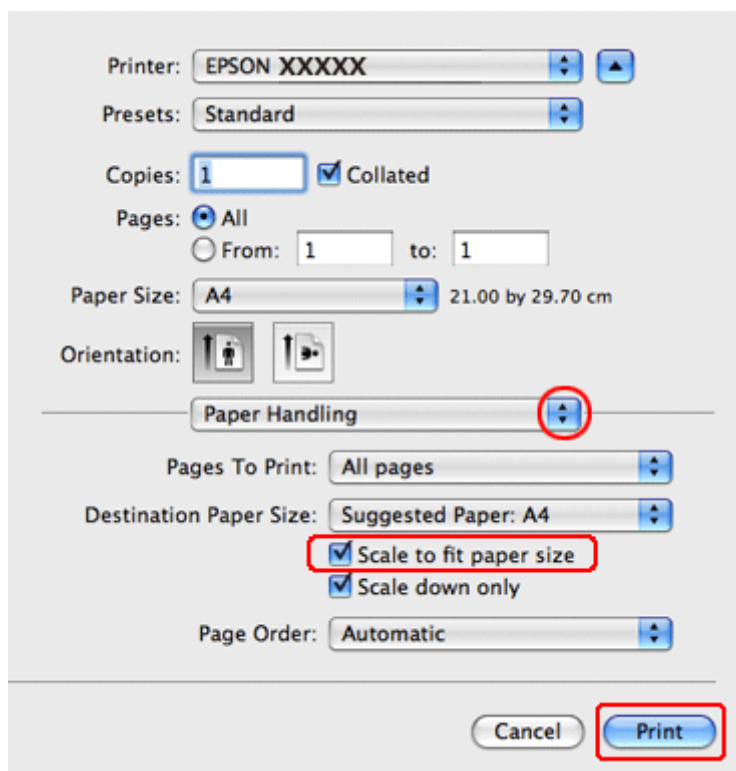 Printer: EPSON XXXXX
Presets: Standard
Copies: 1 Collated
Pages: All
From: 1 to: 1
Paper Size: A4 21.00 by 29.70 cm
Orientation:
Paper Handling
Pages To Print: All pages
Destination Paper Size: Suggested Paper: A4
Scale to fit paper size
Scale down only
Page Order: Automatic
Cancel Print